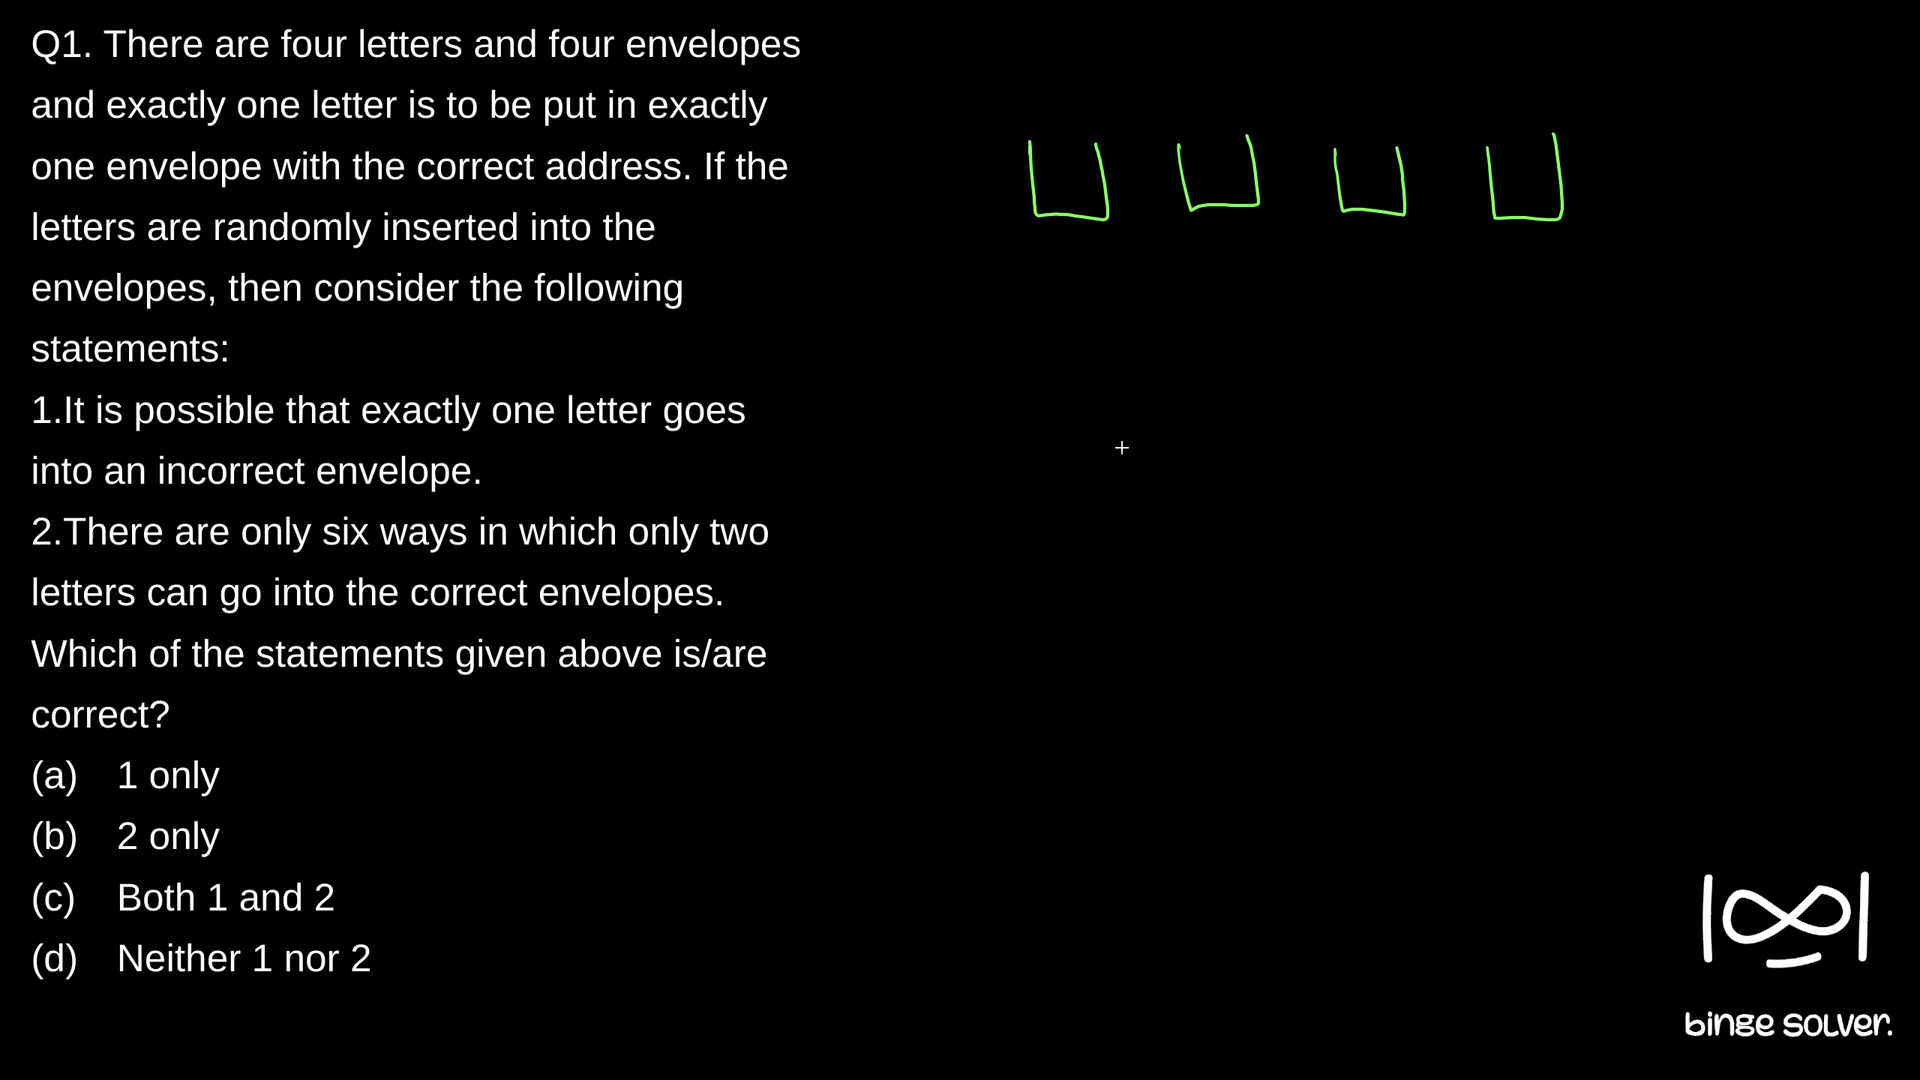 Q1. There are four letters and four envelopes
and exactly one letter is to be put in exactly
one envelope with the correct address. If the
letters are randomly inserted into the
envelopes, then consider the following
statements:
1.It is possible that exactly one letter goes
into an incorrect envelope.
2.There are only six ways in which only two
letters can go into the correct envelopes.
Which of the statements given above is/are
correct?
(a) 1 only
(b) 2 only
(c) Both 1 and 2
(d) Neither 1 nor 2
binge solver.